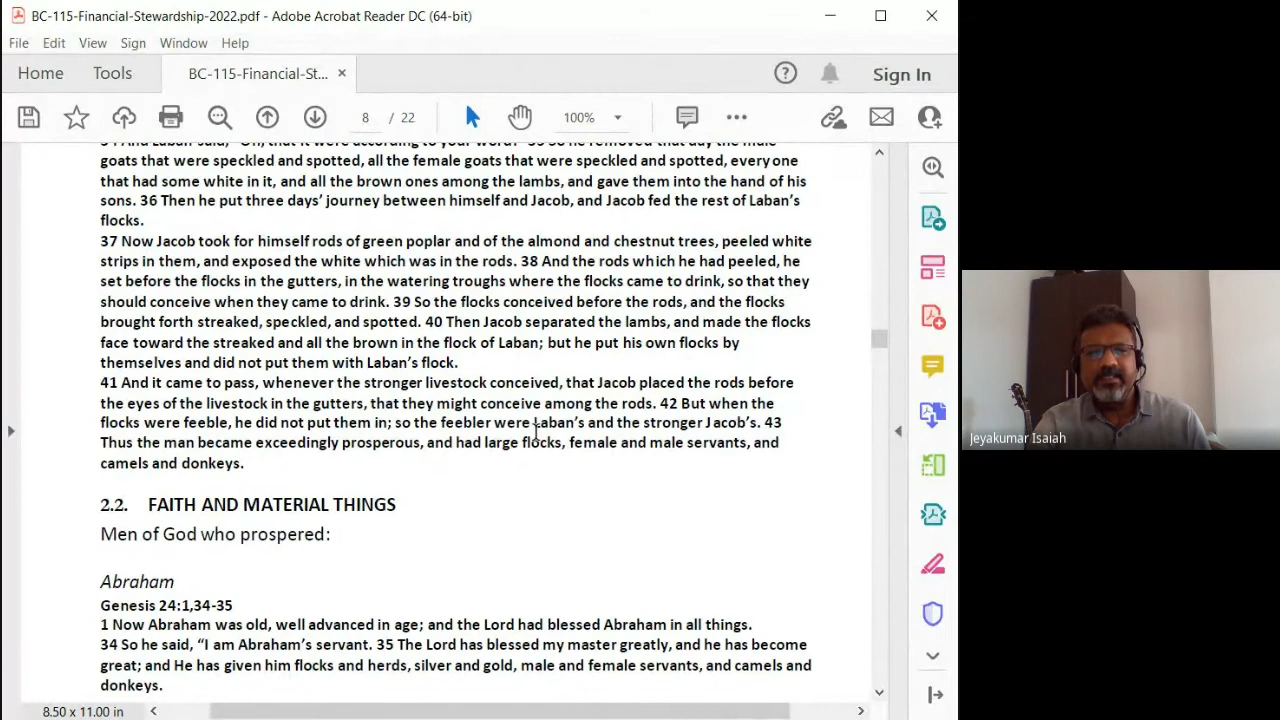 BC-115-Financial-Stewardship-2022.pdf - Adobe Acrobat Reader DC (64-bit)
File Edit View Sign Window Help
Home Tools BC-115-Financial-St... × Sign In
8 / 22 100%
goats that were speckled and spotted, all the female goats that were speckled and spotted, every one
that had some white in it, and all the brown ones among the lambs, and gave them into the hand of his
sons. 36 Then he put three days’ journey between himself and Jacob, and Jacob fed the rest of Laban’s
flocks.
37 Now Jacob took for himself rods of green poplar and of the almond and chestnut trees, peeled white
strips in them, and exposed the white which was in the rods. 38 And the rods which he had peeled, he
set before the flocks in the gutters, in the watering troughs where the flocks came to drink, so that they
should conceive when they came to drink. 39 So the flocks conceived before the rods, and the flocks
brought forth streaked, speckled, and spotted. 40 Then Jacob separated the lambs, and made the flocks
face toward the streaked and all the brown in the flock of Laban; but he put his own flocks by
themselves and did not put them with Laban’s flock.
41 And it came to pass, whenever the stronger livestock conceived, that Jacob placed the rods before
the eyes of the livestock in the gutters, that they might conceive among the rods. 42 But when the
flocks were feeble, he did not put them in; so the feebler were Laban’s and the stronger Jacob’s. 43
Thus the man became exceedingly prosperous, and had large flocks, female and male servants, and
camels and donkeys.
2.2. FAITH AND MATERIAL THINGS
Men of God who prospered:
Abraham
Genesis 24:1,34-35
1 Now Abraham was old, well advanced in age; and the Lord had blessed Abraham in all things.
34 So he said, “I am Abraham’s servant. 35 The Lord has blessed my master greatly, and he has become
great; and He has given him flocks and herds, silver and gold, male and female servants, and camels and
donkeys.
8.50 x 11.00 in
Jeyakumar Isaiah